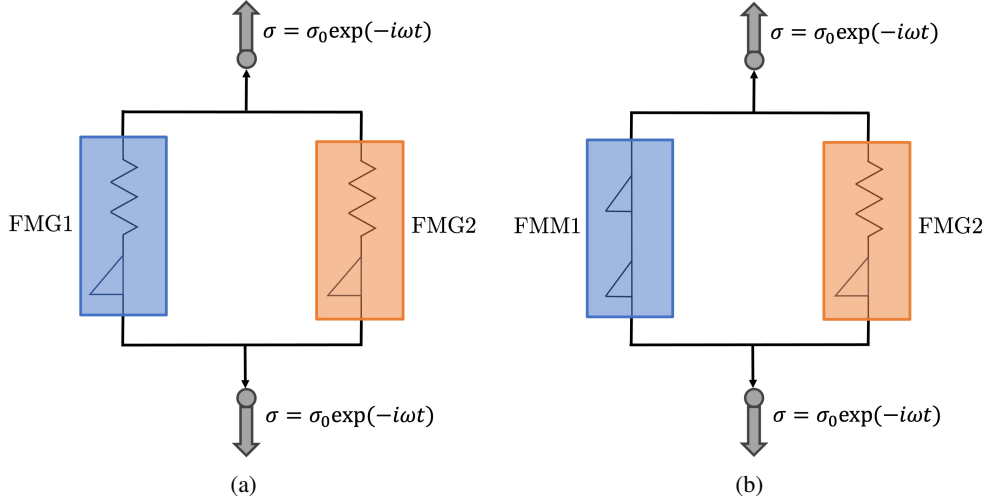 σ = σ₀exp(−iωt)
σ = σ₀exp(−iωt)
FMG1
FMG2
FMM1
FMG2
σ = σ₀exp(−iωt)
σ = σ₀exp(−iωt)
(a)
(b)